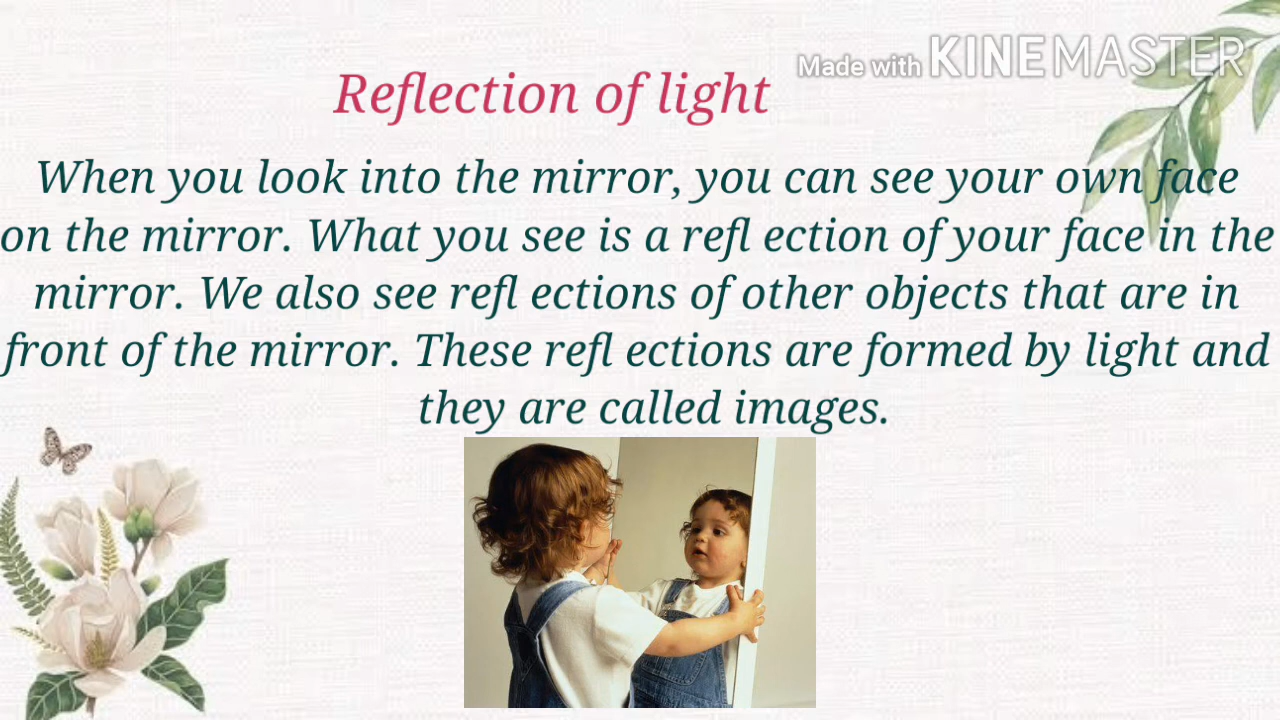 Made with KINEMASTER
Reflection of light
When you look into the mirror, you can see your own face
on the mirror. What you see is a refl ection of your face in the
mirror. We also see refl ections of other objects that are in
front of the mirror. These refl ections are formed by light and
they are called images.